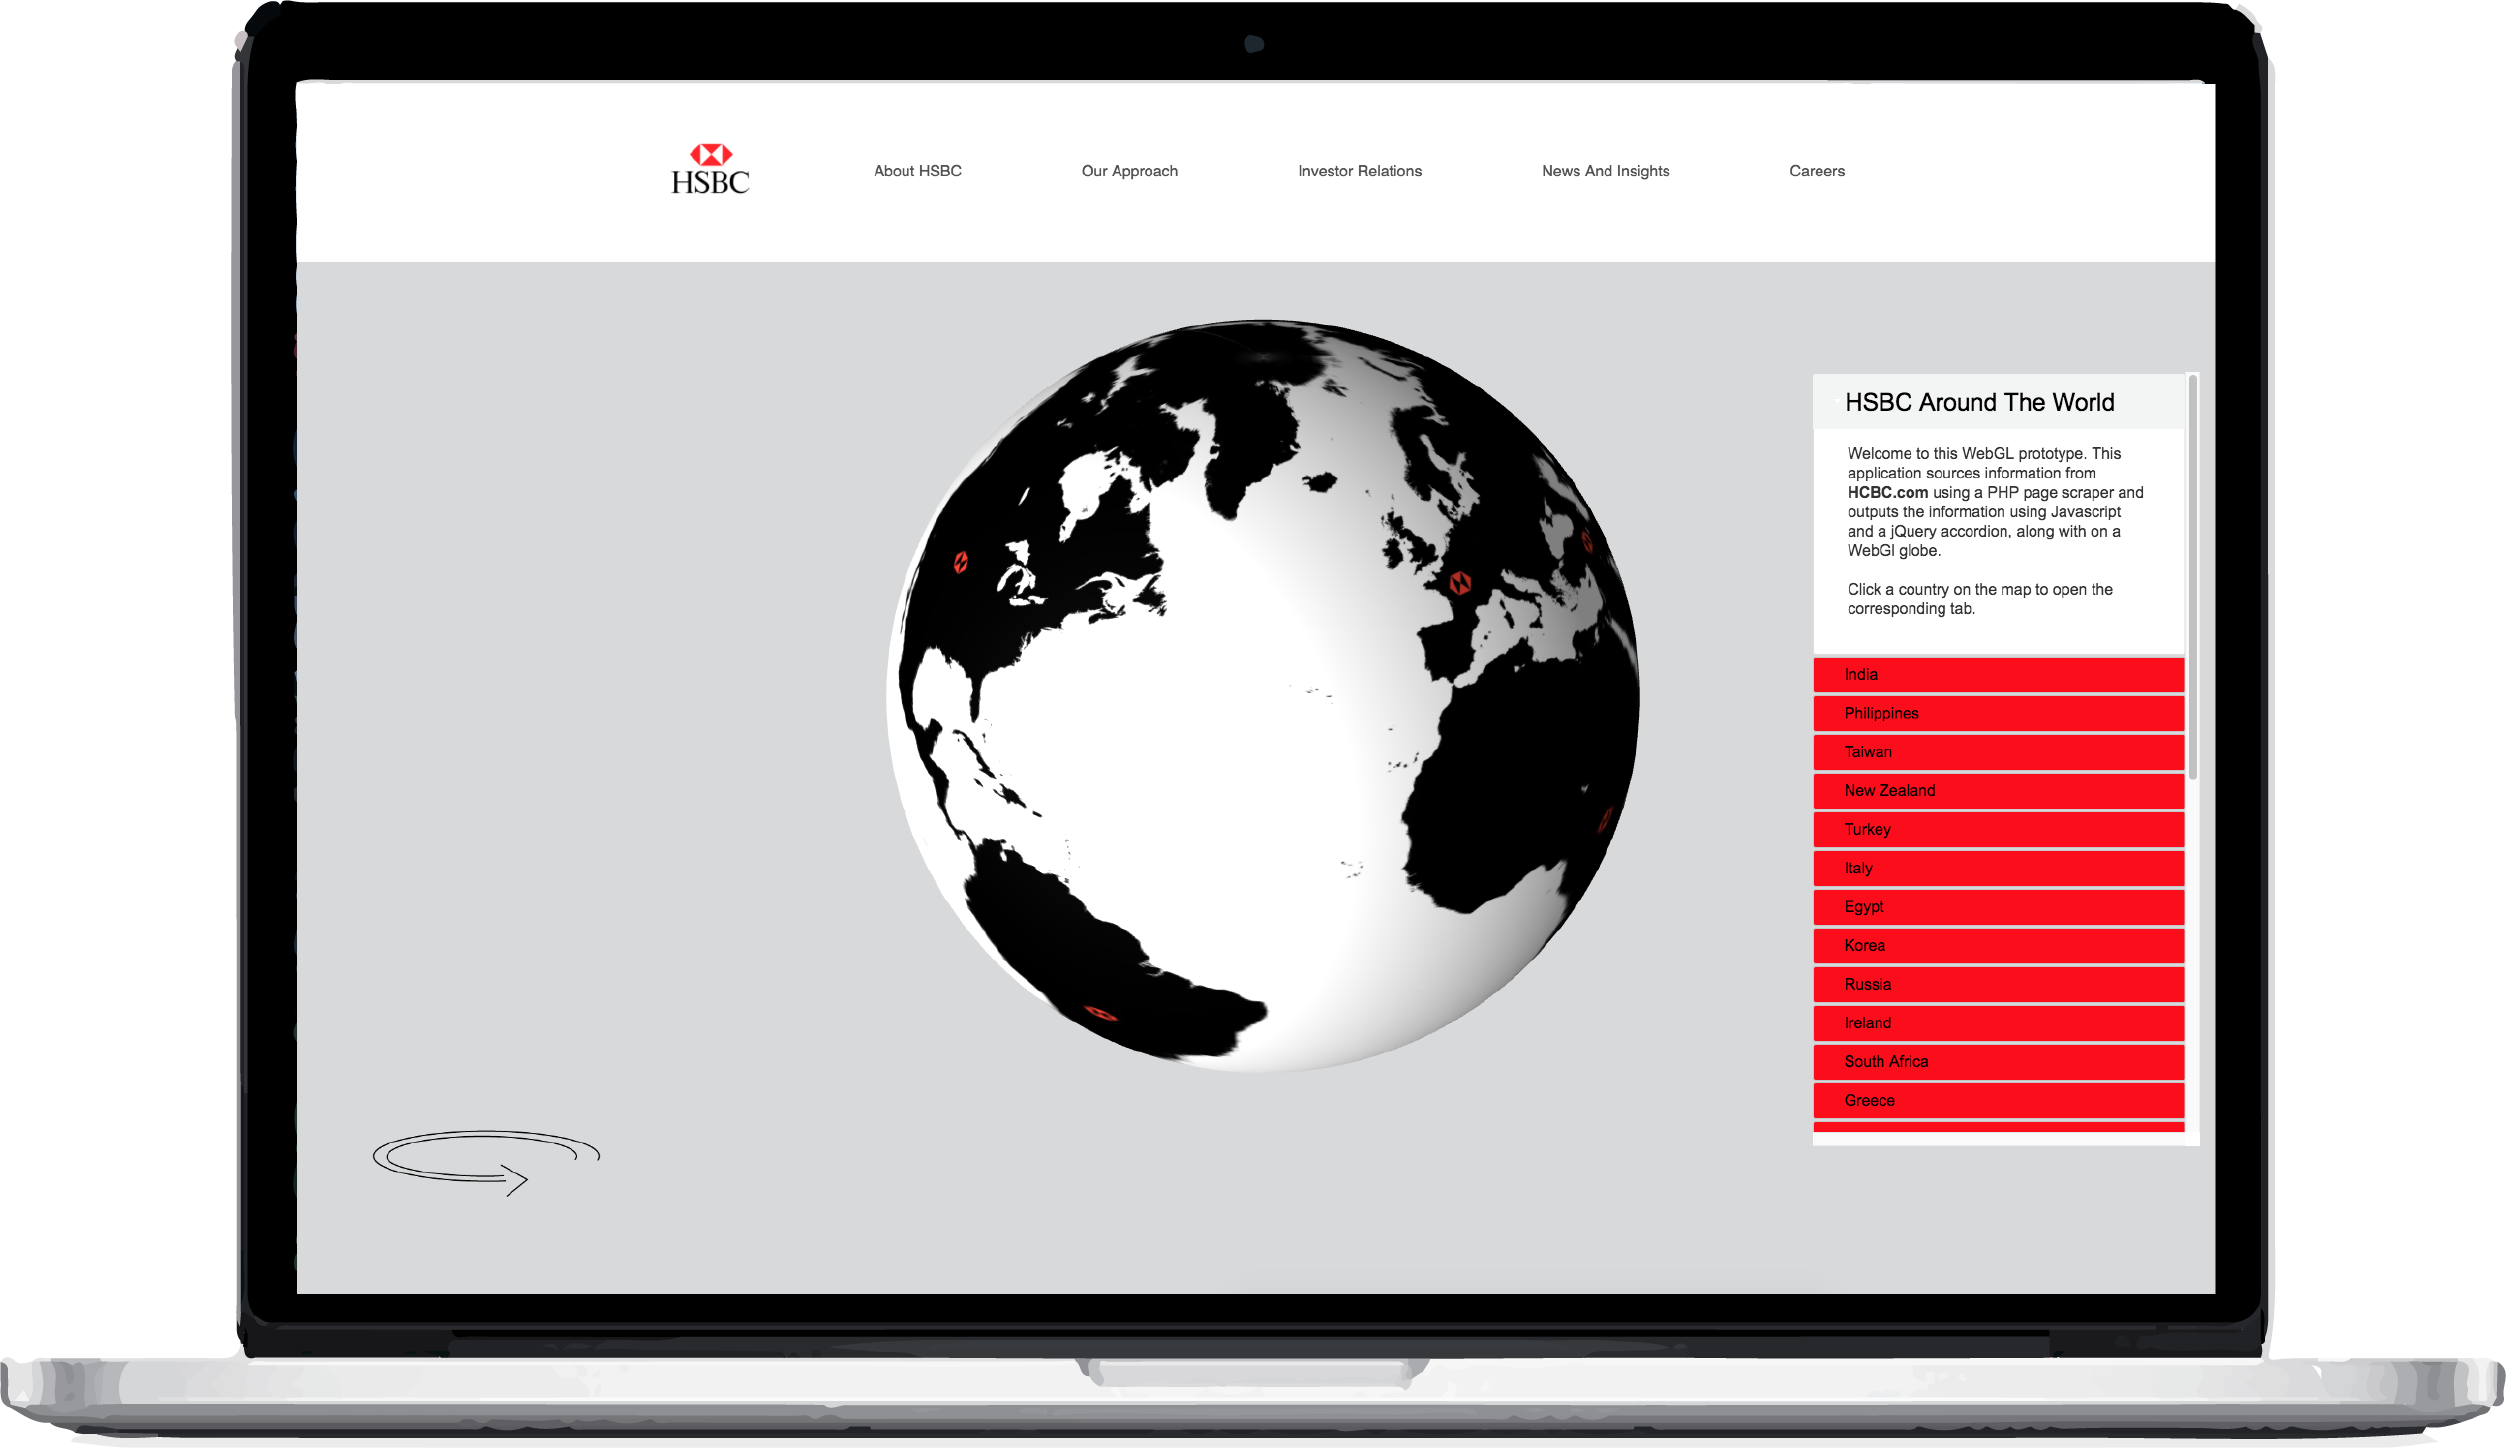 HSBC
About HSBC
Our Approach
Investor Relations
News And Insights
Careers
HSBC Around The World
Welcome to this WebGL prototype. This
application sources information from
HCBC.com using a PHP page scraper and
outputs the information using Javascript
and a jQuery accordion, along with on a
WebGl globe.
Click a country on the map to open the
corresponding tab.
India
Philippines
Taiwan
New Zealand
Turkey
Italy
Egypt
Korea
Russia
Ireland
South Africa
Greece